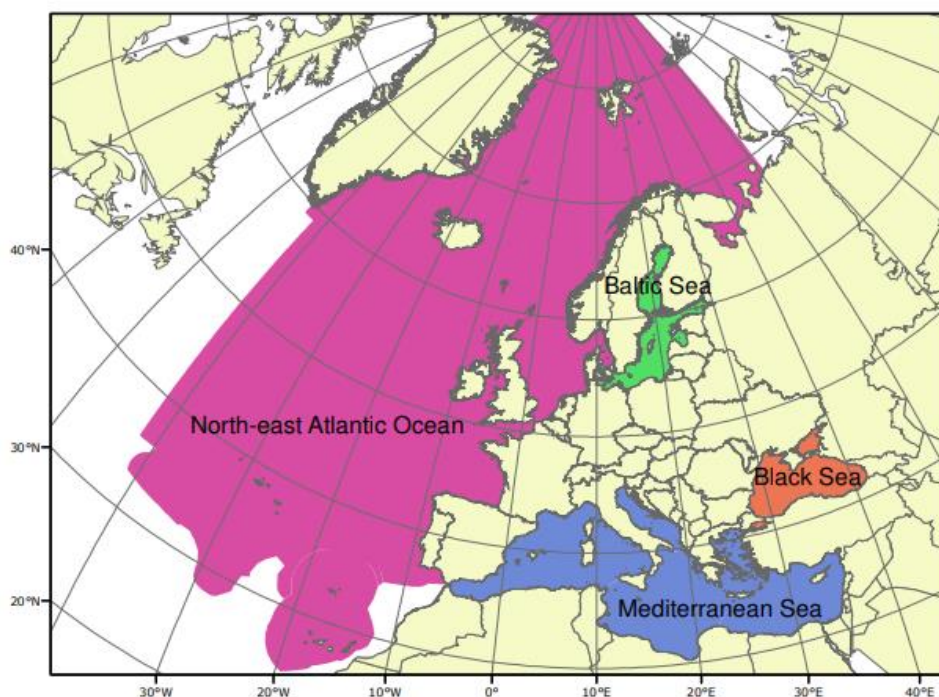 40°N
Baltic Sea
North-east Atlantic Ocean
30°N
Black Sea
20°N
Mediterranean Sea
30°W 20°W 10°W 0° 10°E 20°E 30°E 40°E